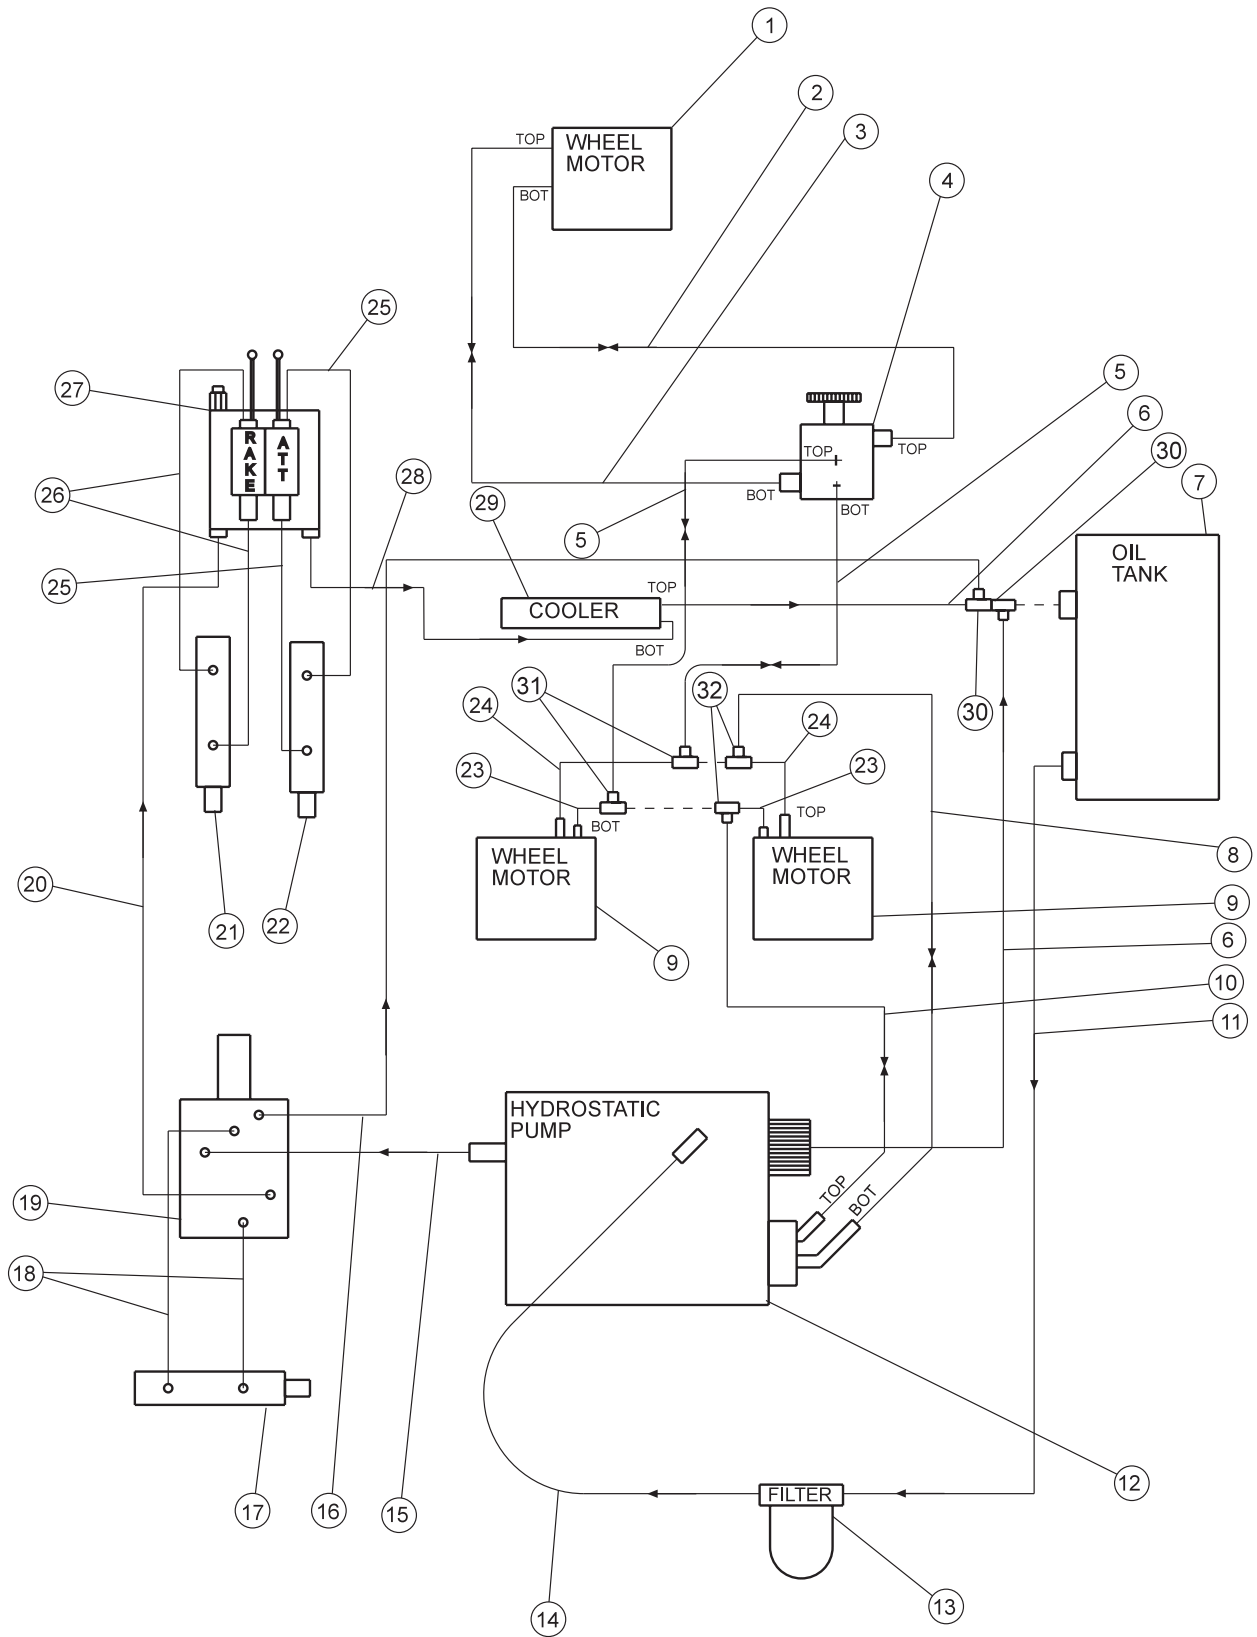 1
2
3
TOP
WHEEL
MOTOR
BOT
4
25
27
5
6
30
7
RAKE
ATT
TOP
TOP
26
28
29
BOT
BOT
5
OIL
TANK
25
TOP
COOLER
BOT
31
32
30
24
24
23
23
BOT
TOP
WHEEL
MOTOR
WHEEL
MOTOR
8
20
21
22
9
9
6
10
11
HYDROSTATIC
PUMP
TOP
BOT
19
18
17
16
15
12
FILTER
14
13